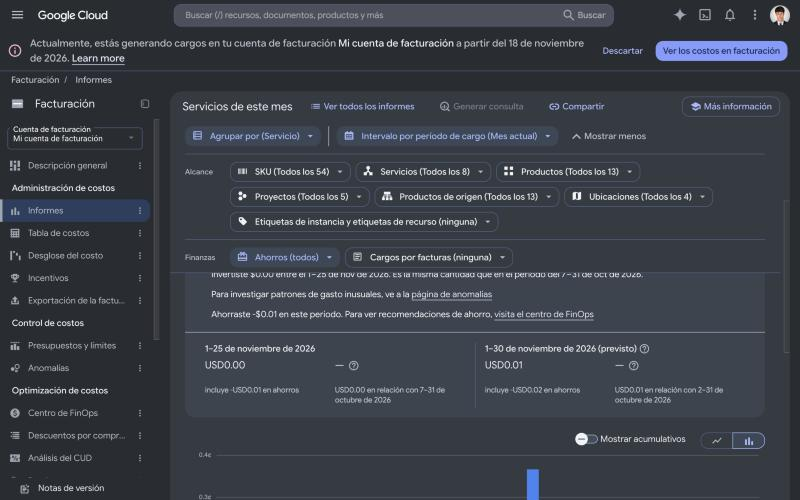 Google Cloud
Buscar (/) recursos, documentos, productos y más
Buscar
Actualmente, estás generando cargos en tu cuenta de facturación Mi cuenta de facturación a partir del 18 de noviembre
de 2026. Learn more
Descartar
Ver los costos en facturación
Facturación / Informes
Facturación
Cuenta de facturación
Mi cuenta de facturación
Descripción general
Administración de costos
Informes
Tabla de costos
Desglose del costo
Incentivos
Exportación de la factu...
Control de costos
Presupuestos y límites
Anomalías
Optimización de costos
Centro de FinOps
Descuentos por compr...
Análisis del CUD
Notas de versión
Servicios de este mes
Ver todos los informes
Generar consulta
Compartir
Más información
Agrupar por (Servicio)
Intervalo por período de cargo (Mes actual)
Mostrar menos
Alcance
SKU (Todos los 54)
Servicios (Todos los 8)
Productos (Todos los 13)
Proyectos (Todos los 5)
Productos de origen (Todos los 13)
Ubicaciones (Todos los 4)
Etiquetas de instancia y etiquetas de recurso (ninguna)
Finanzas
Ahorros (todos)
Cargos por facturas (ninguna)
Invertiste $0.00 entre el 1–25 de nov de 2026. Es la misma cantidad que en el período del 7–31 de oct de 2026.
Para investigar patrones de gasto inusuales, ve a la página de anomalías
Ahorraste -$0.01 en este período. Para ver recomendaciones de ahorro, visita el centro de FinOps
1–25 de noviembre de 2026
USD0.00
—
incluye -USD0.01 en ahorros
USD0.00 en relación con 7–31 de
octubre de 2026
1–30 de noviembre de 2026 (previsto)
USD0.01
—
incluye -USD0.02 en ahorros
USD0.01 en relación con 2–31 de
octubre de 2026
Mostrar acumulativos
0.4¢
0.3¢